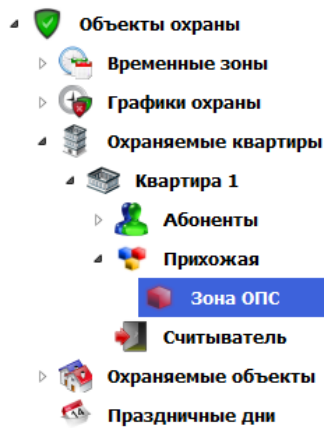 Объекты охраны
Временные зоны
Графики охраны
Охраняемые квартиры
Квартира 1
Абоненты
Прихожая
Зона ОПС
Считыватель
Охраняемые объекты
Праздничные дни